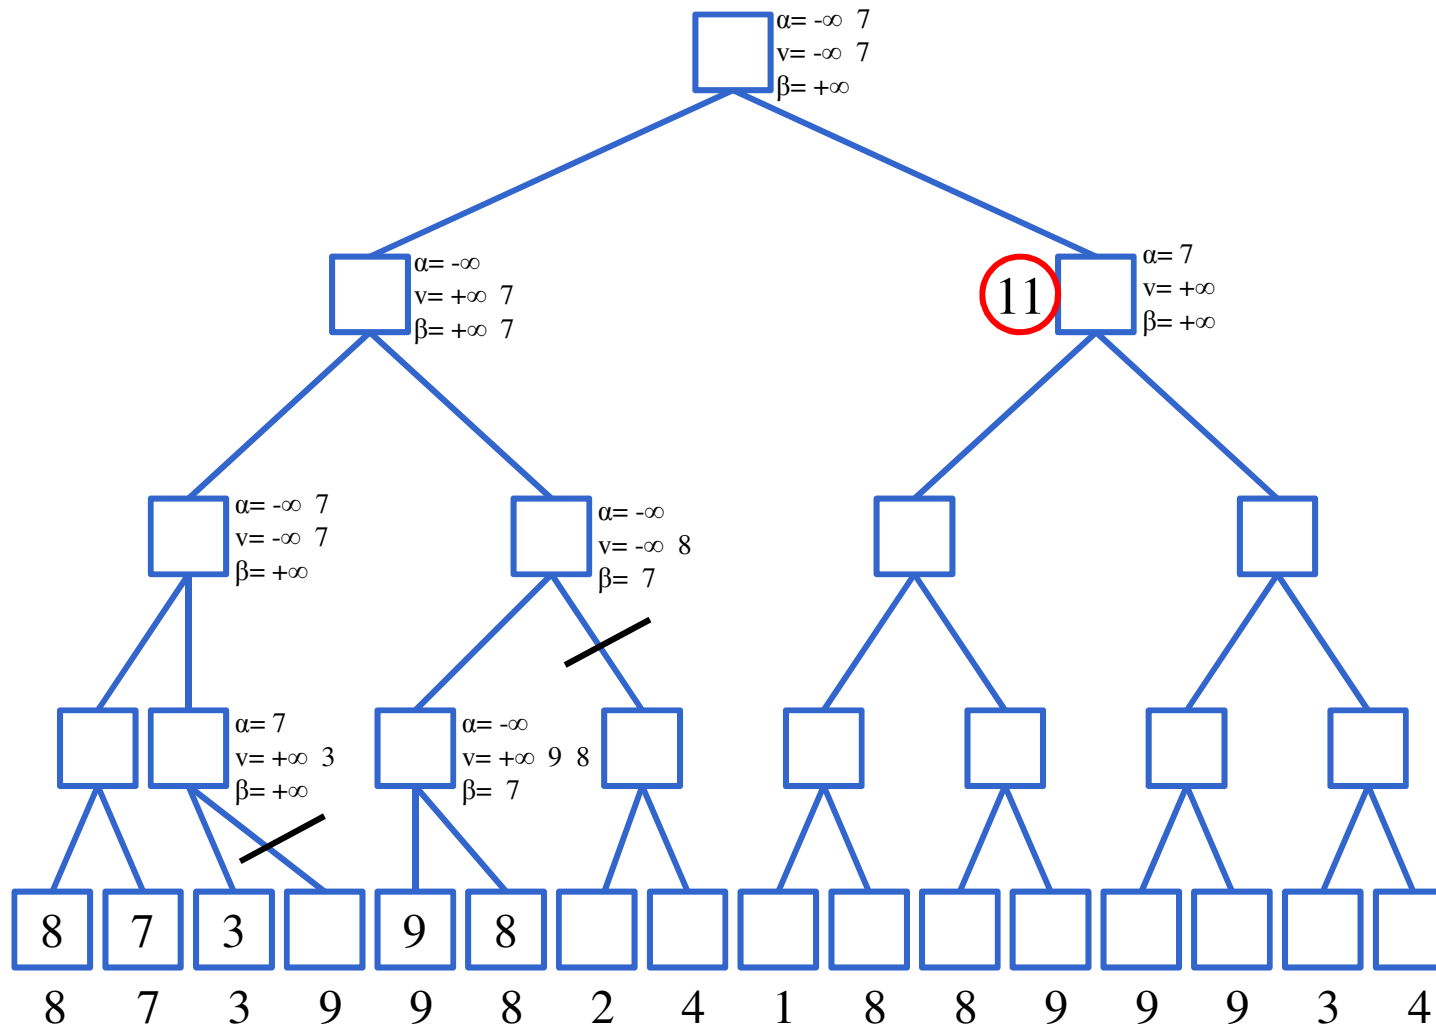 α= -∞ 7
v= -∞ 7
β= +∞
α= -∞
v= +∞ 7
β= +∞ 7
11
α= 7
v= +∞
β= +∞
α= -∞ 7
v= -∞ 7
β= +∞
α= -∞
v= -∞ 8
β= 7
α= 7
v= +∞ 3
β= +∞
α= -∞
v= +∞ 9 8
β= 7
8 7 3 9 8
8 7 3 9 9 8 2 4 1 8 8 9 9 9 3 4